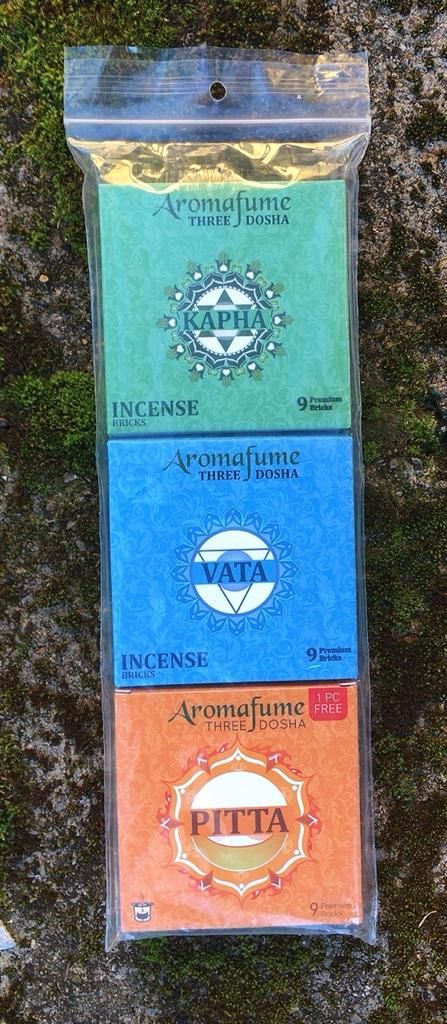 Aromafume
THREE DOSHA
KAPHA
INCENSE
BRICKS
9 Premium
Bricks
Aromafume
THREE DOSHA
VATA
INCENSE
BRICKS
9 Premium
Bricks
Aromafume
THREE DOSHA
1 PC
FREE
PITTA
9 Premium
Bricks